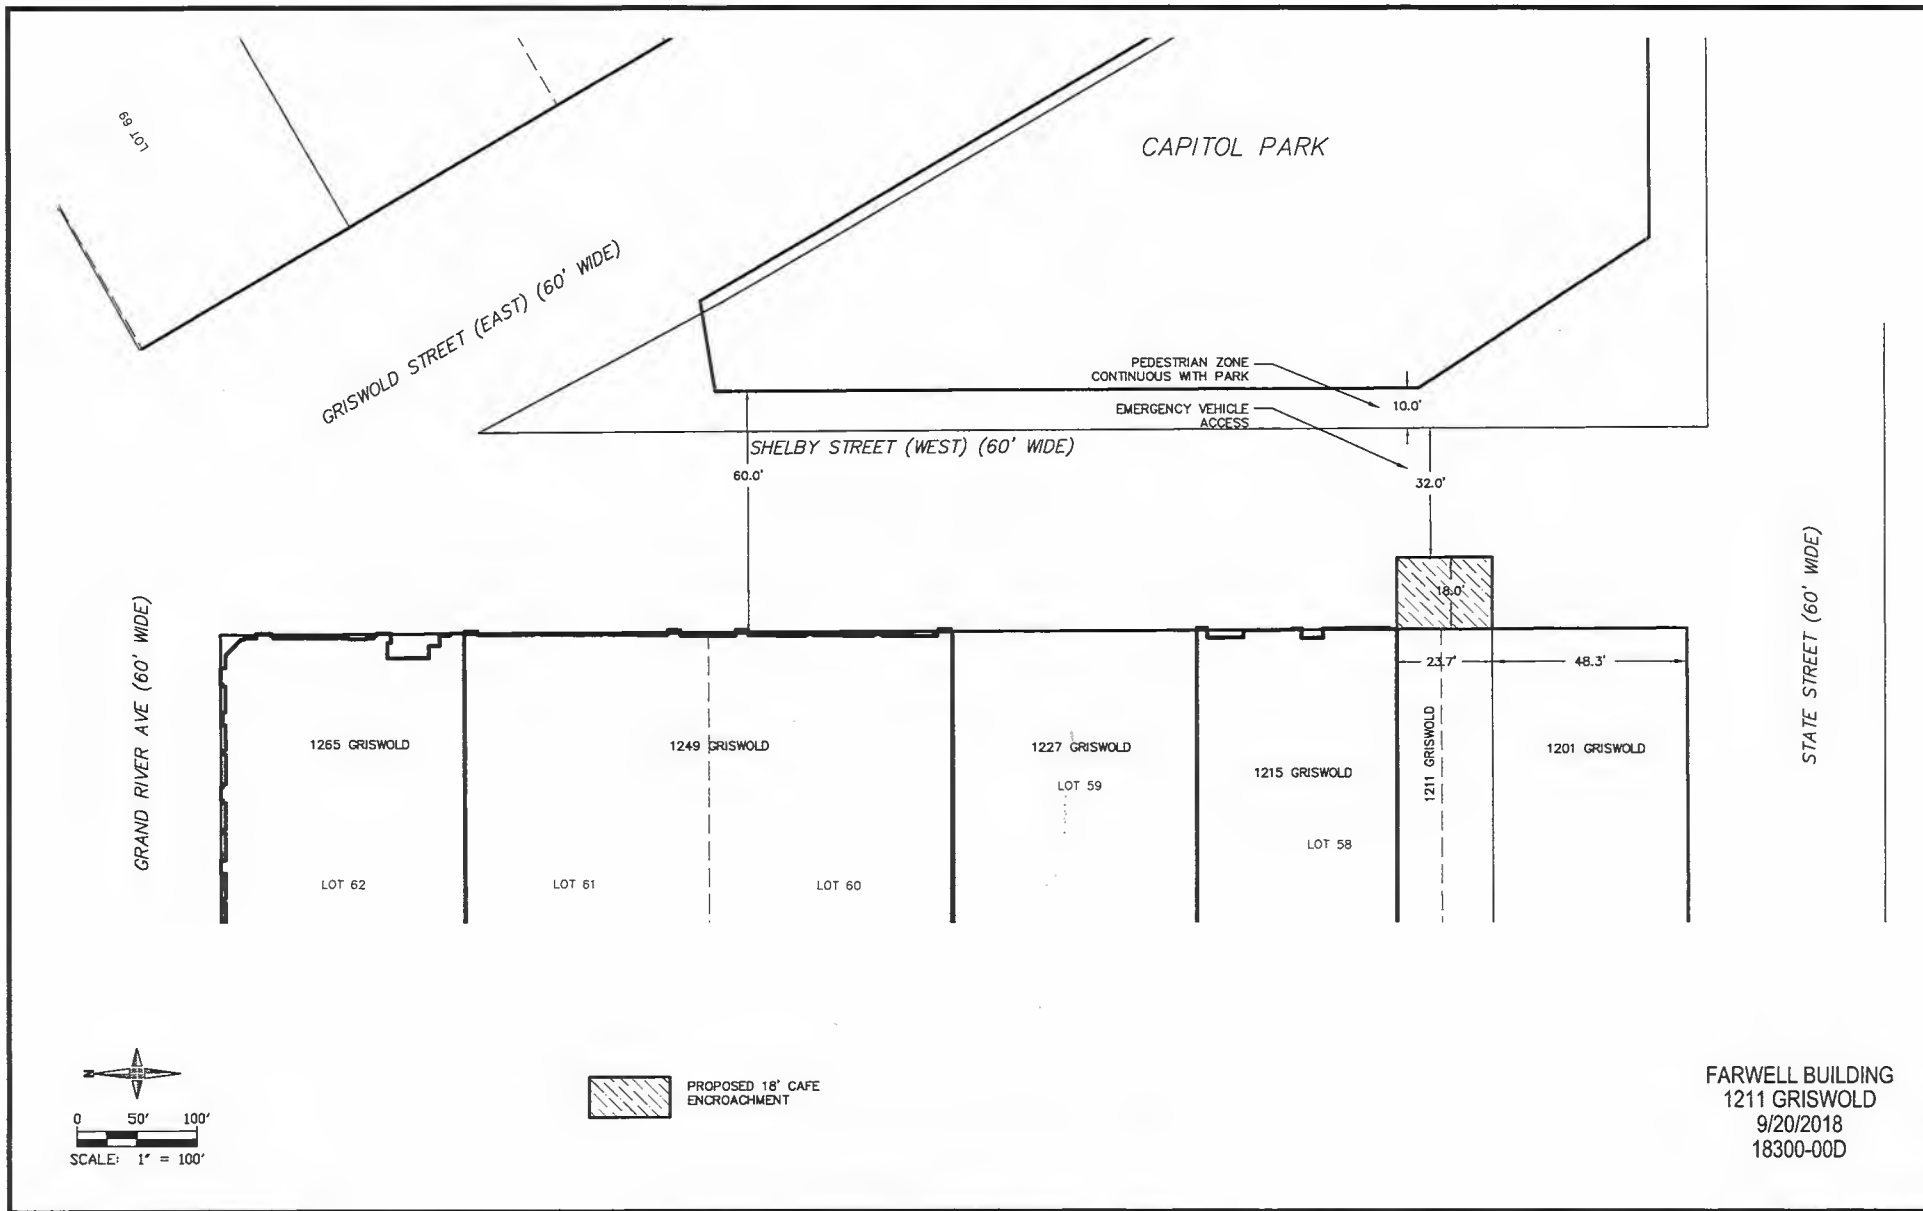 LOT 69
CAPITOL PARK
GRISWOLD STREET (EAST) (60' WIDE)
PEDESTRIAN ZONE
CONTINUOUS WITH PARK
10.0'
EMERGENCY VEHICLE
ACCESS
SHELBY STREET (WEST) (60' WIDE)
60.0'
32.0'
18.0'
GRAND RIVER AVE (60' WIDE)
STATE STREET (60' WIDE)
23.7'
48.3'
1265 GRISWOLD
1249 GRISWOLD
1227 GRISWOLD
1215 GRISWOLD
1211 GRISWOLD
1201 GRISWOLD
LOT 59
LOT 58
LOT 62
LOT 61
LOT 60
N
0 50' 100'
SCALE: 1" = 100'
PROPOSED 18' CAFE
ENCROACHMENT
FARWELL BUILDING
1211 GRISWOLD
9/20/2018
18300-00D